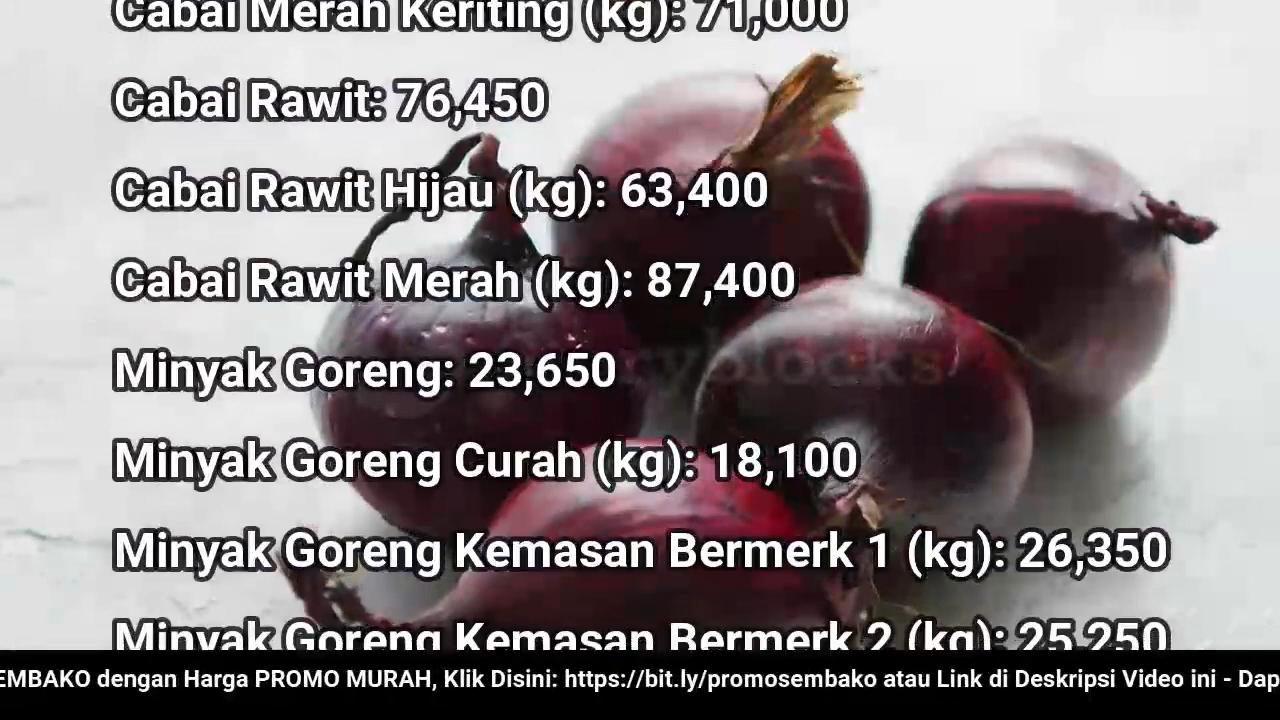 Cabai Merah Keriting (kg): 71,000
Cabai Rawit: 76,450
Cabai Rawit Hijau (kg): 63,400
Cabai Rawit Merah (kg): 87,400
Minyak Goreng: 23,650
Minyak Goreng Curah (kg): 18,100
Minyak Goreng Kemasan Bermerk 1 (kg): 26,350
Minyak Goreng Kemasan Bermerk 2 (kg): 25,250
EMBAKO dengan Harga PROMO MURAH, Klik Disini: https://bit.ly/promosembako atau Link di Deskripsi Video ini - Dap